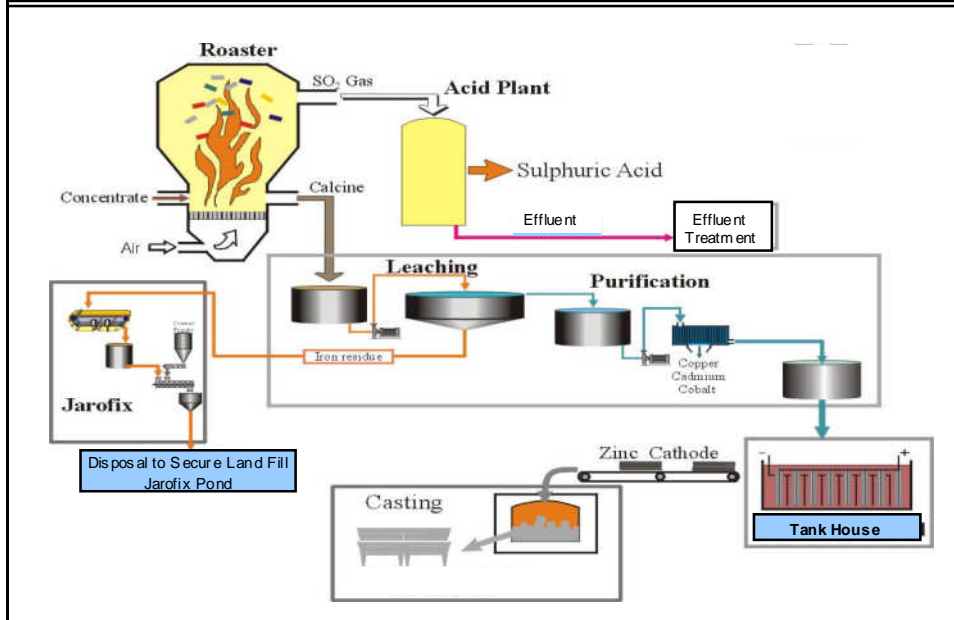 Roaster
SO2 Gas
Acid Plant
Sulphuric Acid
Concentrate
Calcine
Air
Effluent
Effluent
Treatment
Leaching
Purification
Iron residue
Copper
Cadmium
Cobalt
Jarofix
Disposal to Secure Land Fill
Jarofix Pond
Zinc Cathode
− +
Tank House
Casting